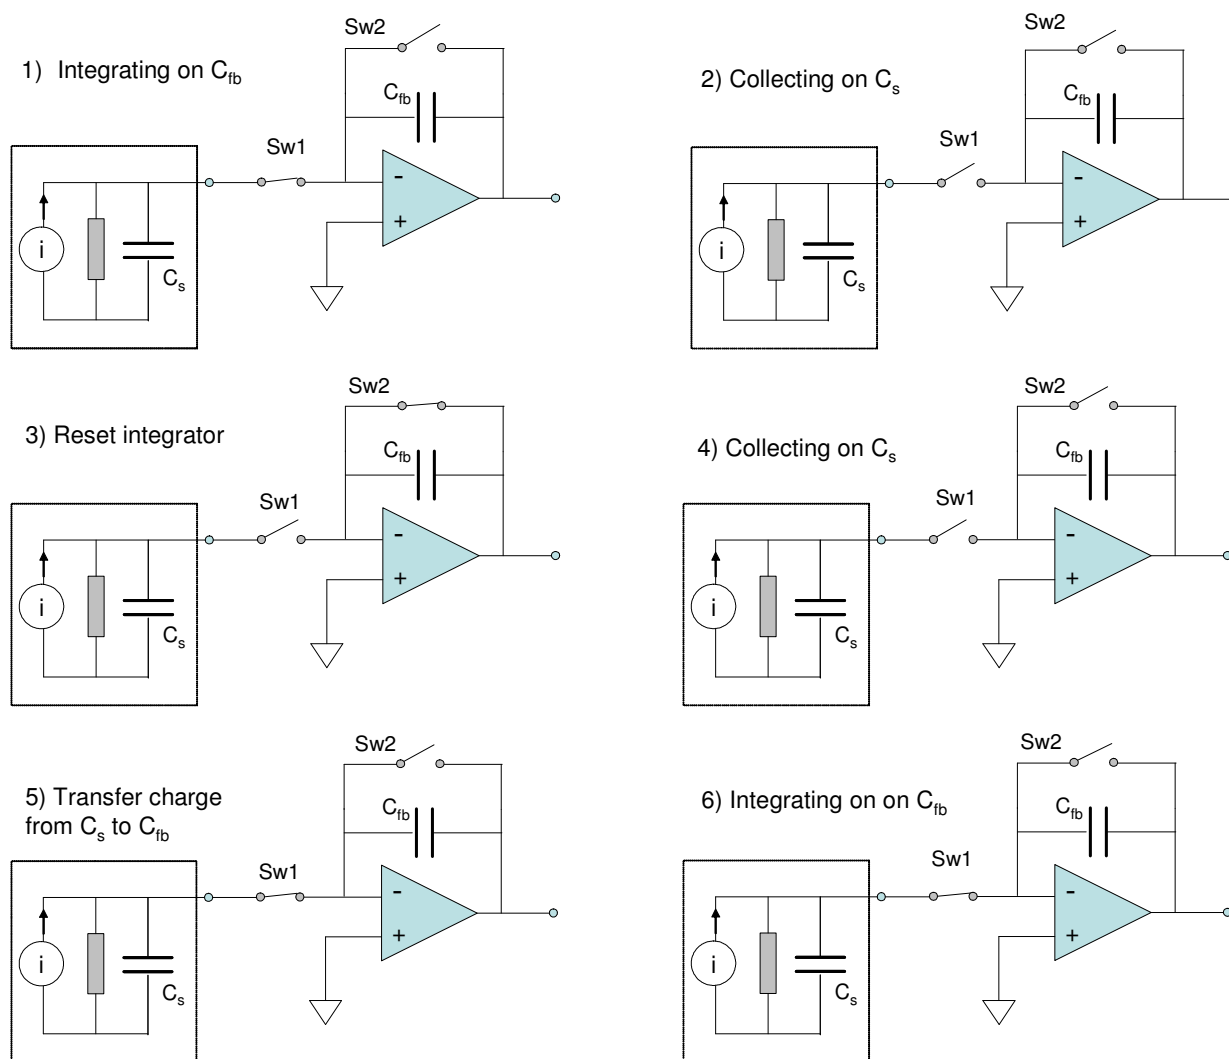 1) Integrating on Cfb
Sw2
Cfb
Sw1
-
+
i
Cs
2) Collecting on Cs
Sw2
Cfb
Sw1
-
+
i
Cs
3) Reset integrator
Sw2
Cfb
Sw1
-
+
i
Cs
4) Collecting on Cs
Sw2
Cfb
Sw1
-
+
i
Cs
5) Transfer charge
from Cs to Cfb
Sw2
Cfb
Sw1
-
+
i
Cs
6) Integrating on on Cfb
Sw2
Cfb
Sw1
-
+
i
Cs